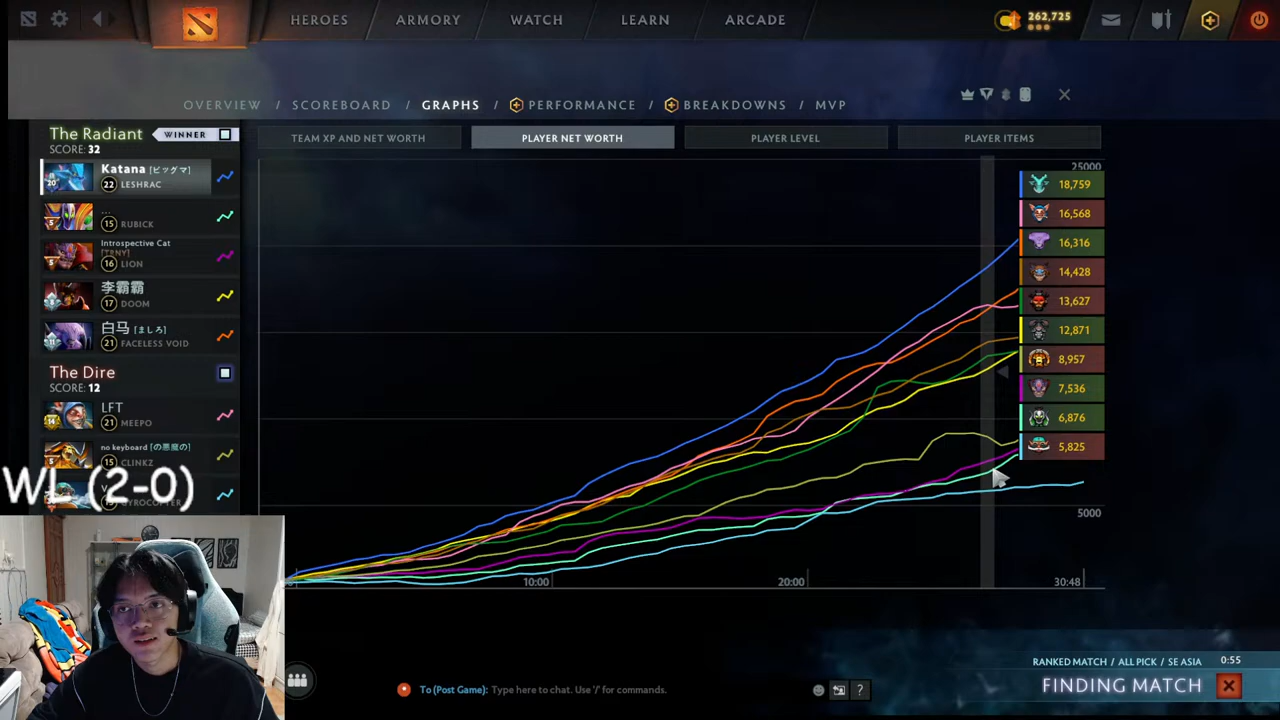 HEROES ARMORY WATCH LEARN ARCADE 262,725
OVERVIEW / SCOREBOARD / GRAPHS / PERFORMANCE / BREAKDOWNS / MVP
The Radiant WINNER
SCORE: 32
TEAM XP AND NET WORTH PLAYER NET WORTH PLAYER LEVEL PLAYER ITEMS
Katana [ビッグマ]
20 22 LESHRAC
...
5 15 RUBICK
Introspective Cat
[TRNY]
5 16 LION
李霸霸
17 DOOM
白马 [ましろ]
21 FACELESS VOID
The Dire
SCORE: 12
LFT
14 21 MEEPO
no keyboard [の悪魔の]
15 CLINKZ
WL (2-0)
25000
18,759
16,568
16,316
14,428
13,627
12,871
8,957
7,536
6,876
5,825
5000
10:00 20:00 30:48
RANKED MATCH / ALL PICK / SE ASIA 0:55
FINDING MATCH
To (Post Game): Type here to chat. Use '/' for commands.
?